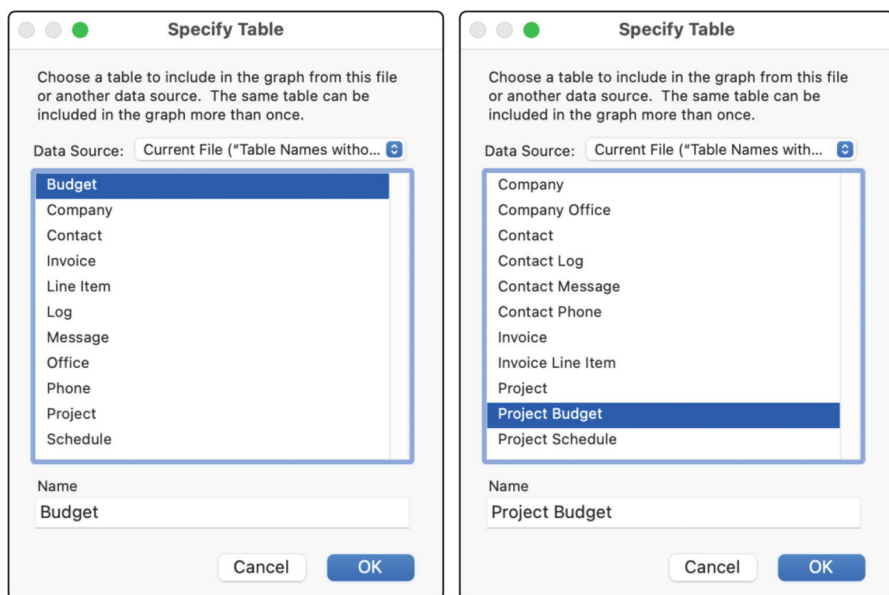 Specify Table
Choose a table to include in the graph from this file
or another data source. The same table can be
included in the graph more than once.
Data Source: Current File (“Table Names witho...
Budget
Company
Contact
Invoice
Line Item
Log
Message
Office
Phone
Project
Schedule
Name
Budget
Cancel
OK
Specify Table
Choose a table to include in the graph from this file
or another data source. The same table can be
included in the graph more than once.
Data Source: Current File (“Table Names with...
Company
Company Office
Contact
Contact Log
Contact Message
Contact Phone
Invoice
Invoice Line Item
Project
Project Budget
Project Schedule
Name
Project Budget
Cancel
OK